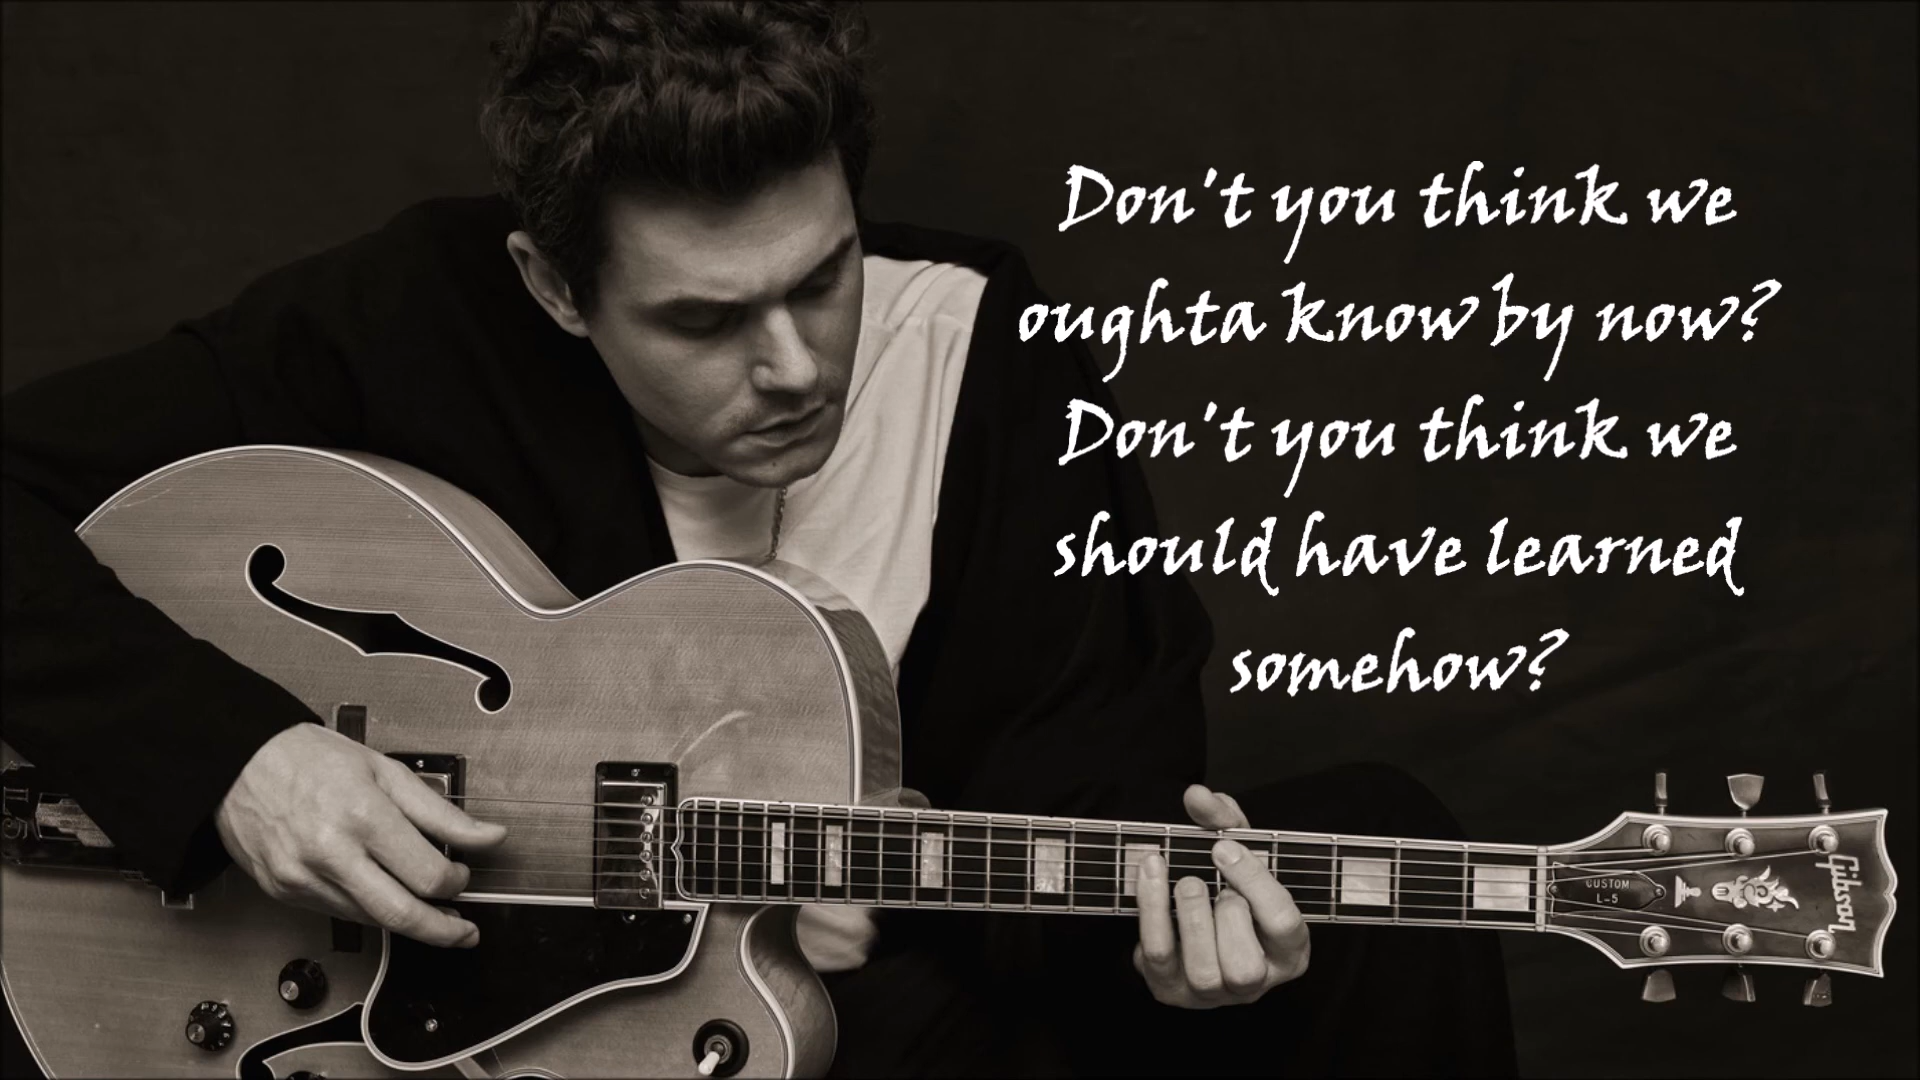 Don't you think we
oughta know by now?
Don't you think we
should have learned
somehow?
CUSTOM
L-5
Gibson